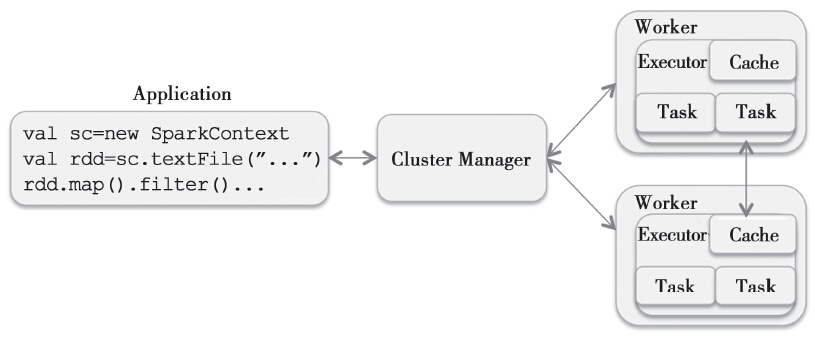 Application
val sc=new SparkContext
val rdd=sc.textFile("...")
rdd.map().filter()...
Cluster Manager
Worker
Executor Cache
Task Task
Worker
Executor Cache
Task Task